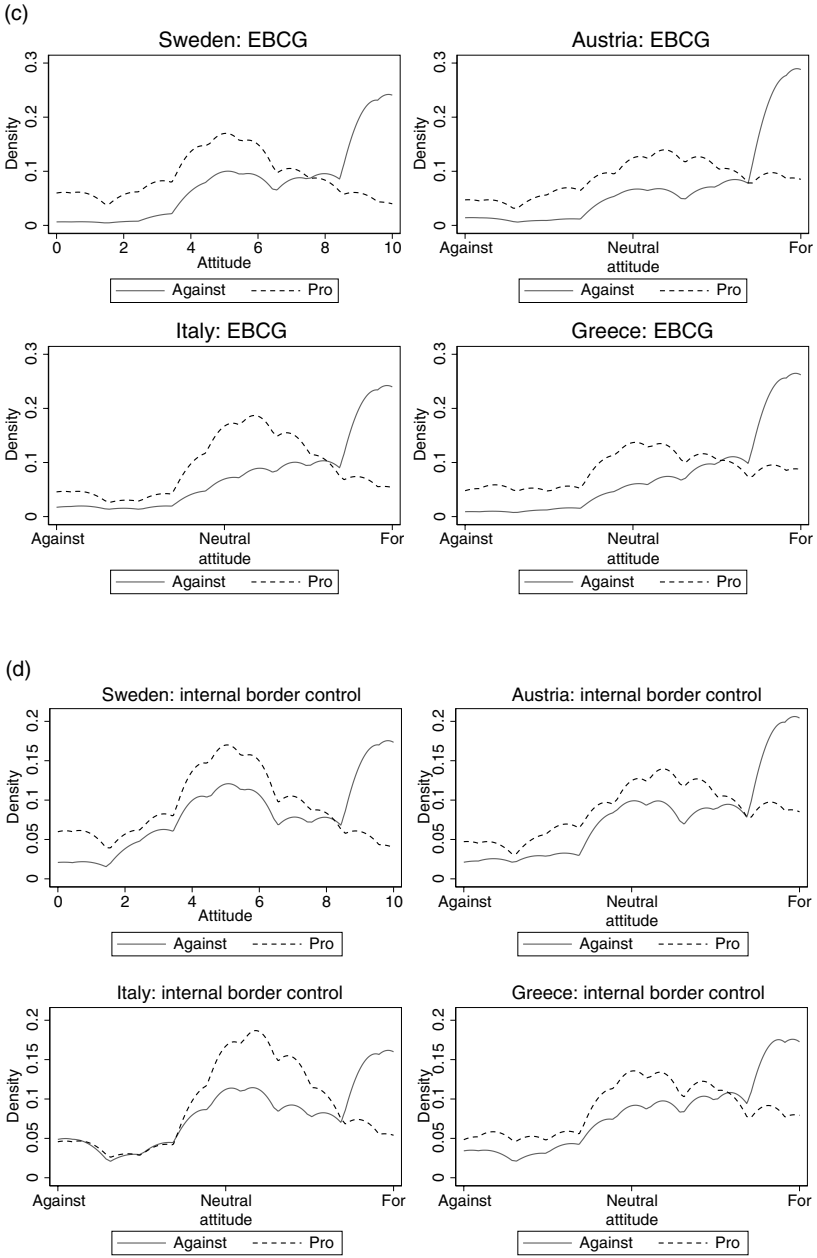 (c)
Sweden: EBCG
Density
0.3
0.2
0.1
0
0 2 4 6 8 10
Attitude
Against Pro
Austria: EBCG
Density
0.3
0.2
0.1
0
Against Neutral For
attitude
Against Pro
Italy: EBCG
Density
0.3
0.2
0.1
0
Against Neutral For
attitude
Against Pro
Greece: EBCG
Density
0.3
0.2
0.1
0
Against Neutral For
attitude
Against Pro
(d)
Sweden: internal border control
Density
0.2
0.15
0.1
0.05
0
0 2 4 6 8 10
Attitude
Against Pro
Austria: internal border control
Density
0.2
0.15
0.1
0.05
0
Against Neutral For
attitude
Against Pro
Italy: internal border control
Density
0.2
0.15
0.1
0.05
0
Against Neutral For
attitude
Against Pro
Greece: internal border control
Density
0.2
0.15
0.1
0.05
0
Against Neutral For
attitude
Against Pro